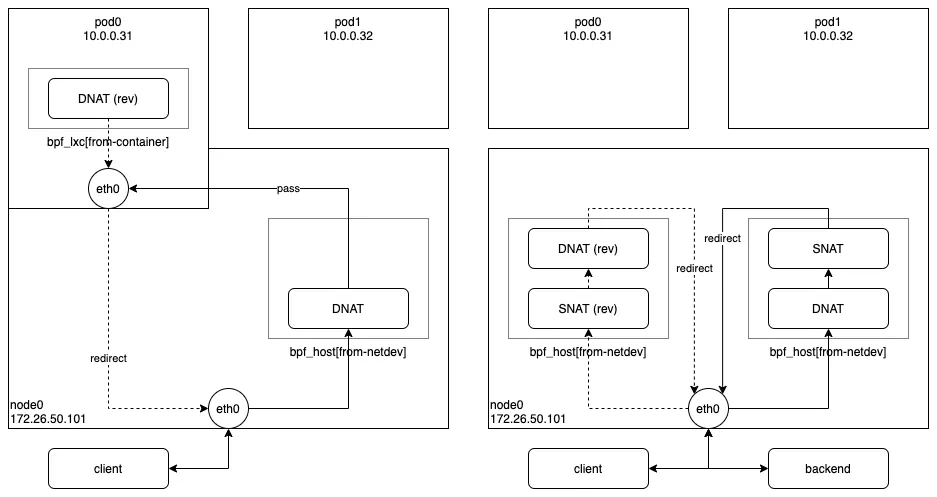 pod0
10.0.0.31
DNAT (rev)
bpf_lxc[from-container]
eth0
pod1
10.0.0.32
pass
DNAT
bpf_host[from-netdev]
redirect
eth0
node0
172.26.50.101
client
pod0
10.0.0.31
pod1
10.0.0.32
DNAT (rev)
SNAT (rev)
bpf_host[from-netdev]
redirect
redirect
SNAT
DNAT
bpf_host[from-netdev]
eth0
node0
172.26.50.101
client
backend